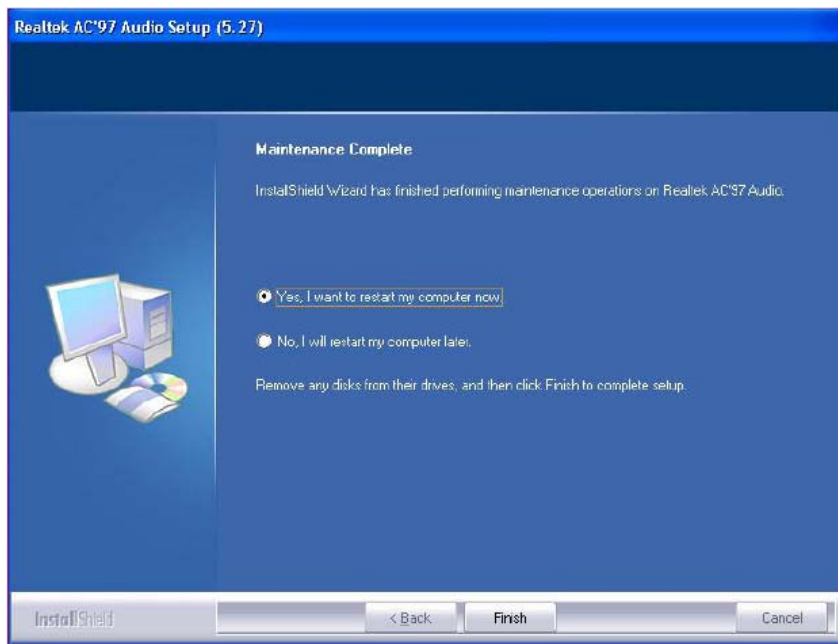 Realtek AC'97 Audio Setup (5.27)
Maintenance Complete
InstallShield Wizard has finished performing maintenance operations on Realtek AC'97 Audio.
Yes, I want to restart my computer now.
No, I will restart my computer later.
Remove any disks from their drives, and then click Finish to complete setup.
InstallShield
< Back
Finish
Cancel